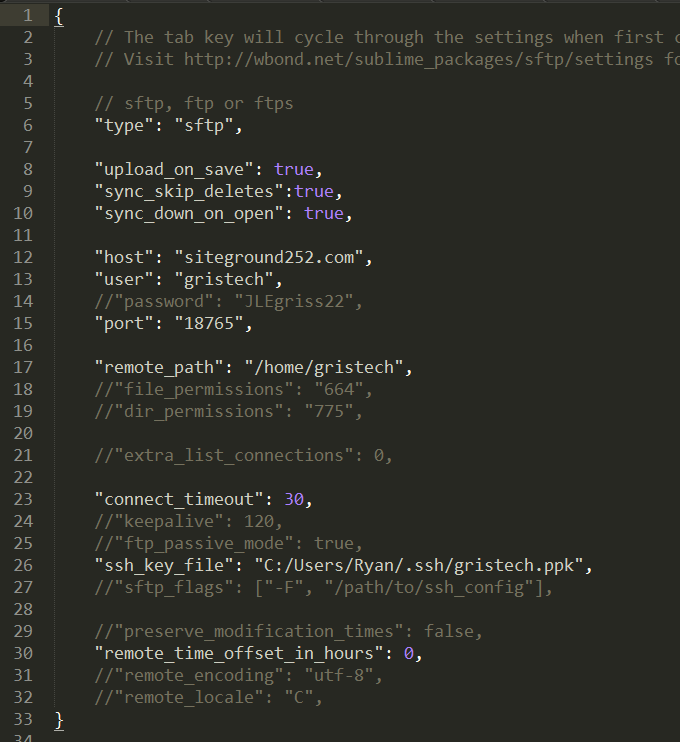 1 {
2 // The tab key will cycle through the settings when first
3 // Visit http://wbond.net/sublime_packages/sftp/settings
4
5 // sftp, ftp or ftps
6 "type": "sftp",
7
8 "upload_on_save": true,
9 "sync_skip_deletes":true,
10 "sync_down_on_open": true,
11
12 "host": "siteground252.com",
13 "user": "gristech",
14 //"password": "JLEgriss22",
15 "port": "18765",
16
17 "remote_path": "/home/gristech",
18 //"file_permissions": "664",
19 //"dir_permissions": "775",
20
21 //"extra_list_connections": 0,
22
23 "connect_timeout": 30,
24 //"keepalive": 120,
25 //"ftp_passive_mode": true,
26 "ssh_key_file": "C:/Users/Ryan/.ssh/gristech.ppk",
27 //"sftp_flags": ["-F", "/path/to/ssh_config"],
28
29 //"preserve_modification_times": false,
30 "remote_time_offset_in_hours": 0,
31 //"remote_encoding": "utf-8",
32 //"remote_locale": "C",
33 }
34